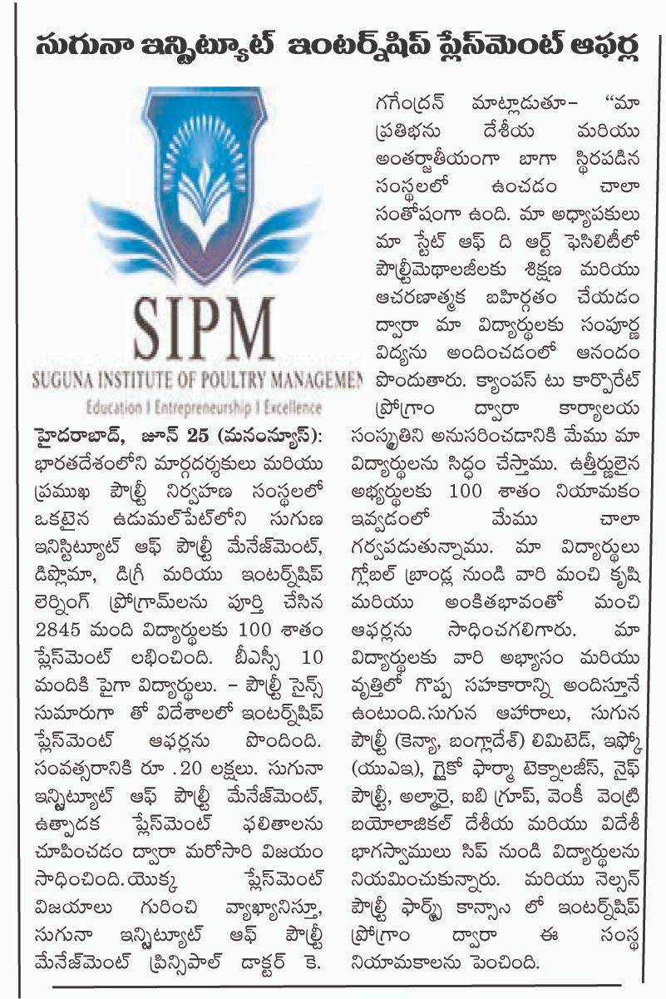 సుగునా ఇన్స్టిట్యూట్ ఇంటర్న్‌షిప్ ప్లేస్‌మెంట్ ఆఫర్ల
SIPM
SUGUNA INSTITUTE OF POULTRY MANAGEMEN
Education I Entrepreneurship I Excellence
హైదరాబాద్, జూన్ 25 (మనంన్యూస్):
భారతదేశంలోని మార్గదర్శకులు మరియు
ప్రముఖ పౌల్ట్రీ నిర్వహణ సంస్థలలో
ఒకటైన ఉడుమల్‌పేట్‌లోని సుగుణ
ఇనిస్టిట్యూట్ ఆఫ్ పౌల్ట్రీ మేనేజ్‌మెంట్,
డిప్లొమా, డిగ్రీ మరియు ఇంటర్న్‌షిప్
లెర్నింగ్ ప్రోగ్రామ్‌లను పూర్తి చేసిన
2845 మంది విద్యార్థులకు 100 శాతం
ప్లేస్‌మెంట్ లభించింది. బీఎస్సీ 10
మందికి పైగా విద్యార్థులు. - పౌల్ట్రీ సైన్స్
సుమారుగా తో విదేశాలలో ఇంటర్న్‌షిప్
ప్లేస్‌మెంట్ ఆఫర్లను పొందింది.
సంవత్సరానికి రూ .20 లక్షలు. సుగునా
ఇన్స్టిట్యూట్ ఆఫ్ పౌల్ట్రీ మేనేజ్‌మెంట్,
ఉత్పాదక ప్లేస్‌మెంట్ ఫలితాలను
చూపించడం ద్వారా మరోసారి విజయం
సాధించింది.యొక్క ప్లేస్‌మెంట్
విజయాలు గురించి వ్యాఖ్యానిస్తూ,
సుగునా ఇన్స్టిట్యూట్ ఆఫ్ పౌల్ట్రీ
మేనేజ్‌మెంట్ ప్రిన్సిపాల్ డాక్టర్ కె.
గగేంద్రన్ మాట్లాడుతూ- “మా
ప్రతిభను దేశీయ మరియు
అంతర్జాతీయంగా బాగా స్థిరపడిన
సంస్థలలో ఉంచడం చాలా
సంతోషంగా ఉంది. మా అధ్యాపకులు
మా స్టేట్ ఆఫ్ ది ఆర్ట్ ఫెసిలిటీలో
పౌల్ట్రీమెథాలజీలకు శిక్షణ మరియు
ఆచరణాత్మక బహిర్గతం చేయడం
ద్వారా మా విద్యార్థులకు సంపూర్ణ
విద్యను అందించడంలో ఆనందం
పొందుతారు. క్యాంపస్ టు కార్పొరేట్
ప్రోగ్రాం ద్వారా కార్యాలయ
సంస్కృతిని అనుసరించడానికి మేము మా
విద్యార్థులను సిద్ధం చేస్తాము. ఉత్తీర్ణులైన
అభ్యర్థులకు 100 శాతం నియామకం
ఇవ్వడంలో మేము చాలా
గర్వపడుతున్నాము. మా విద్యార్థులు
గ్లోబల్ బ్రాండ్ల నుండి వారి మంచి కృషి
మరియు అంకితభావంతో మంచి
ఆఫర్లను సాధించగలిగారు. మా
విద్యార్థులకు వారి అభ్యాసం మరియు
వృత్తిలో గొప్ప సహకారాన్ని అందిస్తూనే
ఉంటుంది.సుగున ఆహారాలు, సుగున
పౌల్ట్రీ (కెన్యా, బంగ్లాదేశ్) లిమిటెడ్, ఇఫ్కో
(యుఎఇ), గ్లైకో ఫార్మా టెక్నాలజీస్, నైఫ్
పౌల్ట్రీ, అల్మారై, ఐబి గ్రూప్, వెంకీ వెంట్రి
బయోలాజికల్ దేశీయ మరియు విదేశీ
భాగస్వాములు సిప్ నుండి విద్యార్థులను
నియమించుకున్నారు. మరియు నెల్సన్
పౌల్ట్రీ ఫార్మ్స్ కాన్సాస లో ఇంటర్న్‌షిప్
ప్రోగ్రాం ద్వారా ఈ సంస్థ
నియామకాలను పెంచింది.